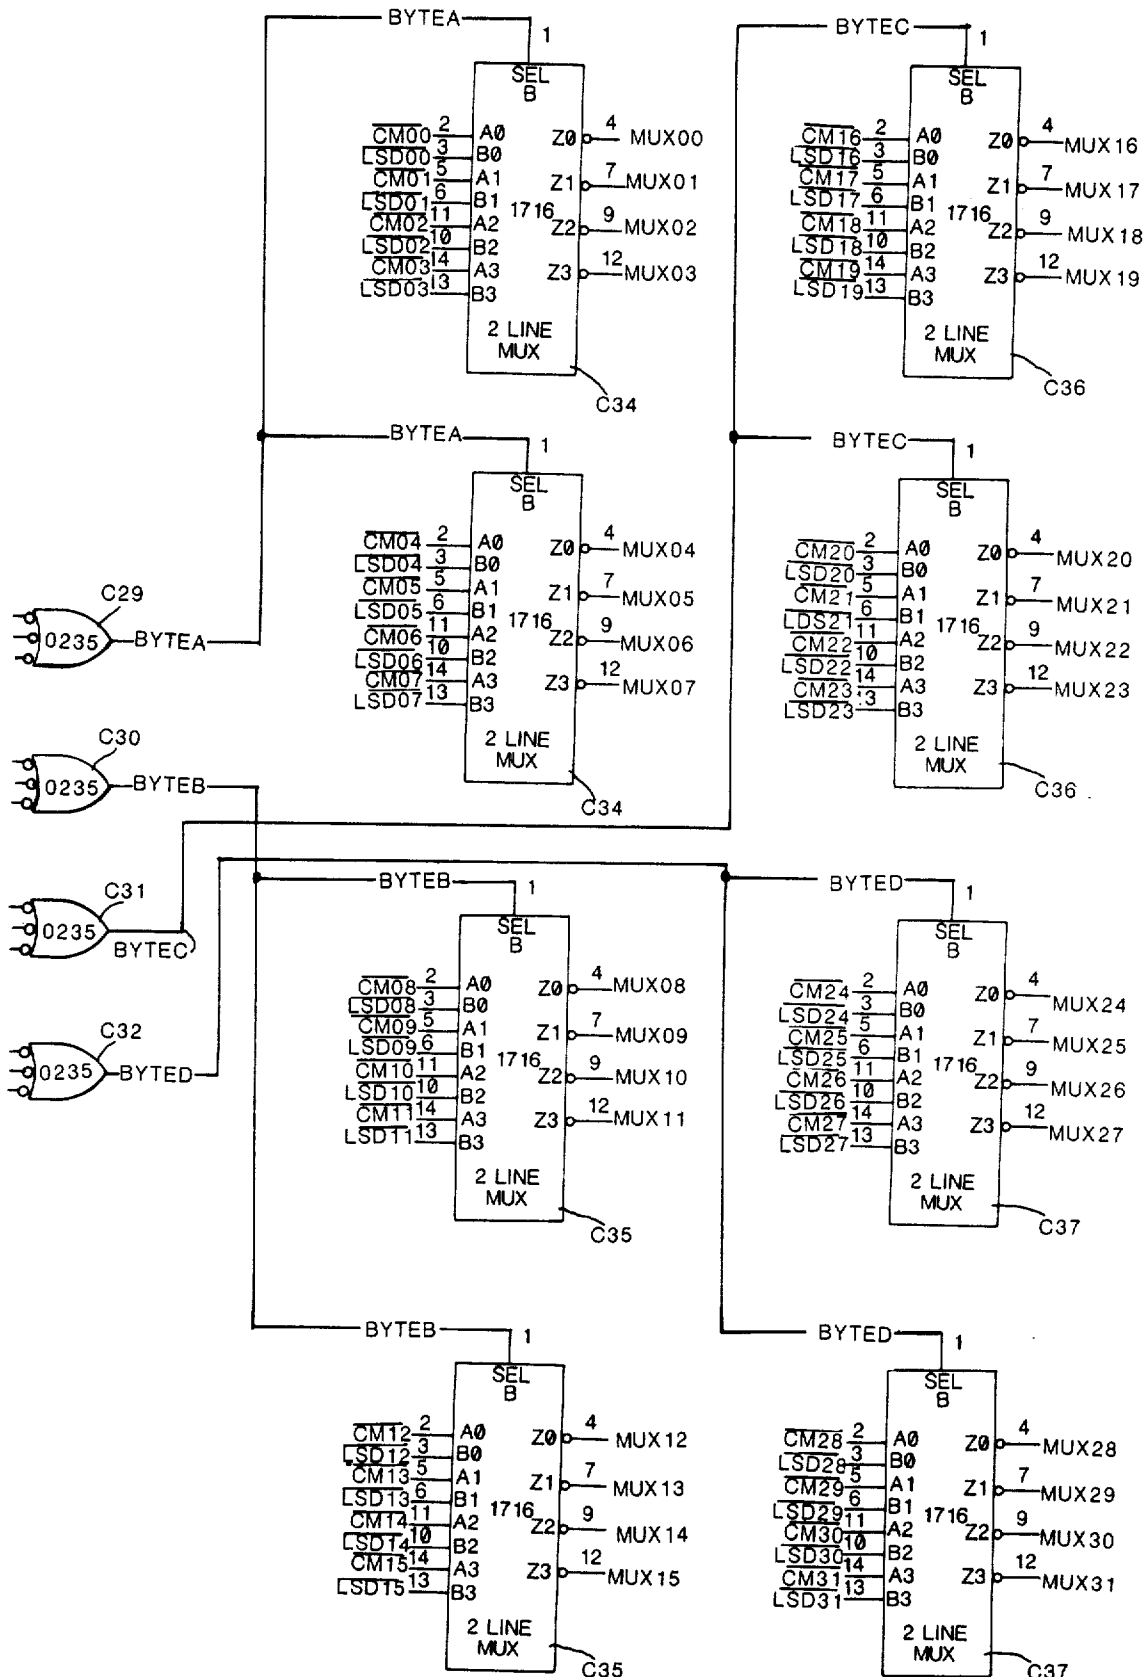 BYTEA
1
SEL
B
CM00 2 A0 Z0 4 MUX00
LSD00 3 B0
CM01 5 A1 Z1 7 MUX01
LSD01 6 B1
1716
CM02 11 A2 Z2 9 MUX02
LSD02 10 B2
CM03 14 A3 Z3 12 MUX03
LSD03 13 B3
2 LINE
MUX
C34
BYTEA
1
SEL
B
CM04 2 A0 Z0 4 MUX04
LSD04 3 B0
CM05 5 A1 Z1 7 MUX05
LSD05 6 B1
1716
CM06 11 A2 Z2 9 MUX06
LSD06 10 B2
CM07 14 A3 Z3 12 MUX07
LSD07 13 B3
2 LINE
MUX
C34
C29
0235
BYTEA
C30
0235
BYTEB
C31
0235
BYTEC
C32
0235
BYTED
BYTEB
1
SEL
B
CM08 2 A0 Z0 4 MUX08
LSD08 3 B0
CM09 5 A1 Z1 7 MUX09
LSD09 6 B1
1716
CM10 11 A2 Z2 9 MUX10
LSD10 10 B2
CM11 14 A3 Z3 12 MUX11
LSD11 13 B3
2 LINE
MUX
C35
BYTEB
1
SEL
B
CM12 2 A0 Z0 4 MUX12
LSD12 3 B0
CM13 5 A1 Z1 7 MUX13
LSD13 6 B1
1716
CM14 11 A2 Z2 9 MUX14
LSD14 10 B2
CM15 14 A3 Z3 12 MUX15
LSD15 13 B3
2 LINE
MUX
C35
BYTEC
1
SEL
B
CM16 2 A0 Z0 4 MUX16
LSD16 3 B0
CM17 5 A1 Z1 7 MUX17
LSD17 6 B1
1716
CM18 11 A2 Z2 9 MUX18
LSD18 10 B2
CM19 14 A3 Z3 12 MUX19
LSD19 13 B3
2 LINE
MUX
C36
BYTEC
1
SEL
B
CM20 2 A0 Z0 4 MUX20
LSD20 3 B0
CM21 5 A1 Z1 7 MUX21
LDS21 6 B1
1716
CM22 11 A2 Z2 9 MUX22
LSD22 10 B2
CM23 14 A3 Z3 12 MUX23
LSD23 13 B3
2 LINE
MUX
C36
BYTED
1
SEL
B
CM24 2 A0 Z0 4 MUX24
LSD24 3 B0
CM25 5 A1 Z1 7 MUX25
LSD25 6 B1
1716
CM26 11 A2 Z2 9 MUX26
LSD26 10 B2
CM27 14 A3 Z3 12 MUX27
LSD27 13 B3
2 LINE
MUX
C37
BYTED
1
SEL
B
CM28 2 A0 Z0 4 MUX28
LSD28 3 B0
CM29 5 A1 Z1 7 MUX29
LSD29 6 B1
1716
CM30 11 A2 Z2 9 MUX30
LSD30 10 B2
CM31 14 A3 Z3 12 MUX31
LSD31 13 B3
2 LINE
MUX
C37